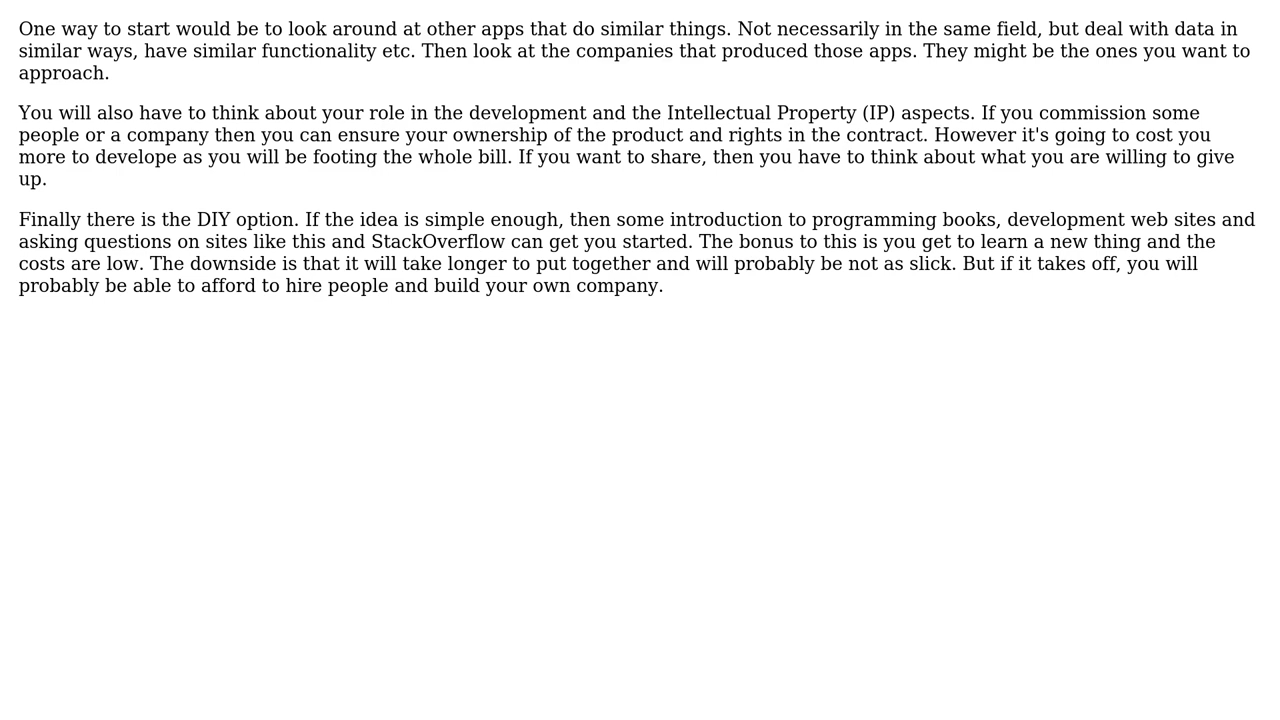 One way to start would be to look around at other apps that do similar things. Not necessarily in the same field, but deal with data in
similar ways, have similar functionality etc. Then look at the companies that produced those apps. They might be the ones you want to
approach.
You will also have to think about your role in the development and the Intellectual Property (IP) aspects. If you commission some
people or a company then you can ensure your ownership of the product and rights in the contract. However it's going to cost you
more to develope as you will be footing the whole bill. If you want to share, then you have to think about what you are willing to give
up.
Finally there is the DIY option. If the idea is simple enough, then some introduction to programming books, development web sites and
asking questions on sites like this and StackOverflow can get you started. The bonus to this is you get to learn a new thing and the
costs are low. The downside is that it will take longer to put together and will probably be not as slick. But if it takes off, you will
probably be able to afford to hire people and build your own company.